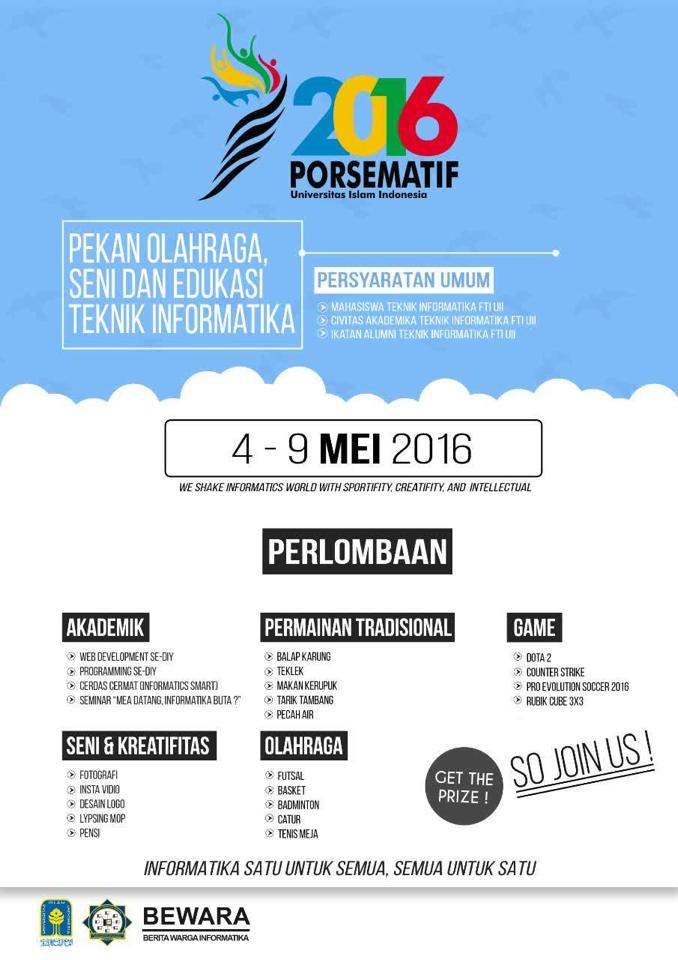 2016
PORSEMATIF
Universitas Islam Indonesia
PEKAN OLAHRAGA,
SENI DAN EDUKASI
TEKNIK INFORMATIKA
PERSYARATAN UMUM
MAHASISWA TEKNIK INFORMATIKA FTI UII
CIVITAS AKADEMIKA TEKNIK INFORMATIKA FTI UII
IKATAN ALUMNI TEKNIK INFORMATIKA FTI UII
4 - 9 MEI 2016
WE SHAKE INFORMATICS WORLD WITH SPORTIFITY, CREATIFITY, AND INTELLECTUAL
PERLOMBAAN
AKADEMIK
WEB DEVELOPMENT SE-DIY
PROGRAMMING SE-DIY
CERDAS CERMAT (INFORMATICS SMART)
SEMINAR "MEA DATANG, INFORMATIKA BUTA ?"
PERMAINAN TRADISIONAL
BALAP KARUNG
TEKLEK
MAKAN KERUPUK
TARIK TAMBANG
PECAH AIR
GAME
DOTA 2
COUNTER STRIKE
PRO EVOLUTION SOCCER 2016
RUBIK CUBE 3X3
SENI & KREATIFITAS
FOTOGRAFI
INSTA VIDIO
DESAIN LOGO
LYPSING MOP
PENSI
OLAHRAGA
FUTSAL
BASKET
BADMINTON
CATUR
TENIS MEJA
GET THE
PRIZE !
SO JOIN US !
INFORMATIKA SATU UNTUK SEMUA, SEMUA UNTUK SATU
BEWARA
BERITA WARGA INFORMATIKA